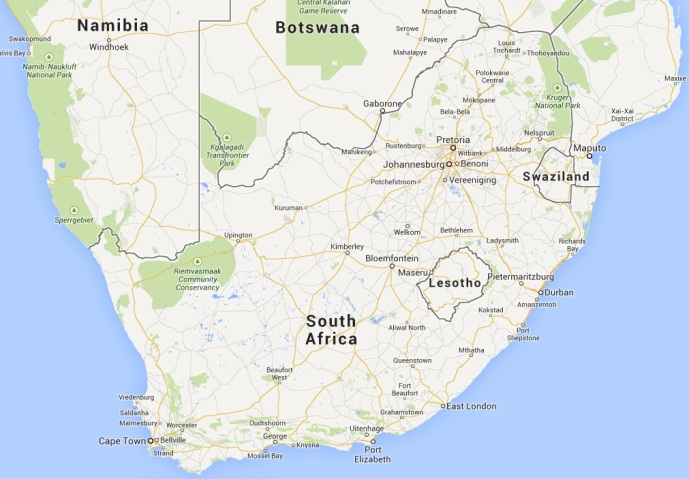 Central Kalahari
Game Reserve
Namibia
Windhoek
Swakopmund
Namib-Naukluft
National Park
Botswana
Mmadinare
Serowe
Palapye
Mahalapye
Louis
Trichardt
Thohoyandou
Polokwane
Central
Mokopane
Kruger
National Park
Maxixe
Xai-Xai
District
Gaborone
Bela-Bela
Kgalagadi
Transfrontier
Park
Mahikeng
Rustenburg
Pretoria
Witbank
Middelburg
Nelspruit
Maputo
Johannesburg
Benoni
Potchefstroom
Vereeniging
Swaziland
Sperrgebiet
Kuruman
Upington
Welkom
Bethlehem
Ladysmith
Richards
Bay
Kimberley
Bloemfontein
Maseru
Lesotho
Pietermaritzburg
Durban
Amanzimtoti
Riemvasmaak
Community
Conservancy
South
Africa
Aliwal North
Kokstad
Port
Shepstone
Mthatha
Queenstown
Beaufort
West
Fort
Beaufort
Grahamstown
East London
Vredenburg
Saldanha
Malmesbury
Worcester
Cape Town
Bellville
Strand
Oudtshoorn
George
Mossel Bay
Knysna
Uitenhage
Port
Elizabeth